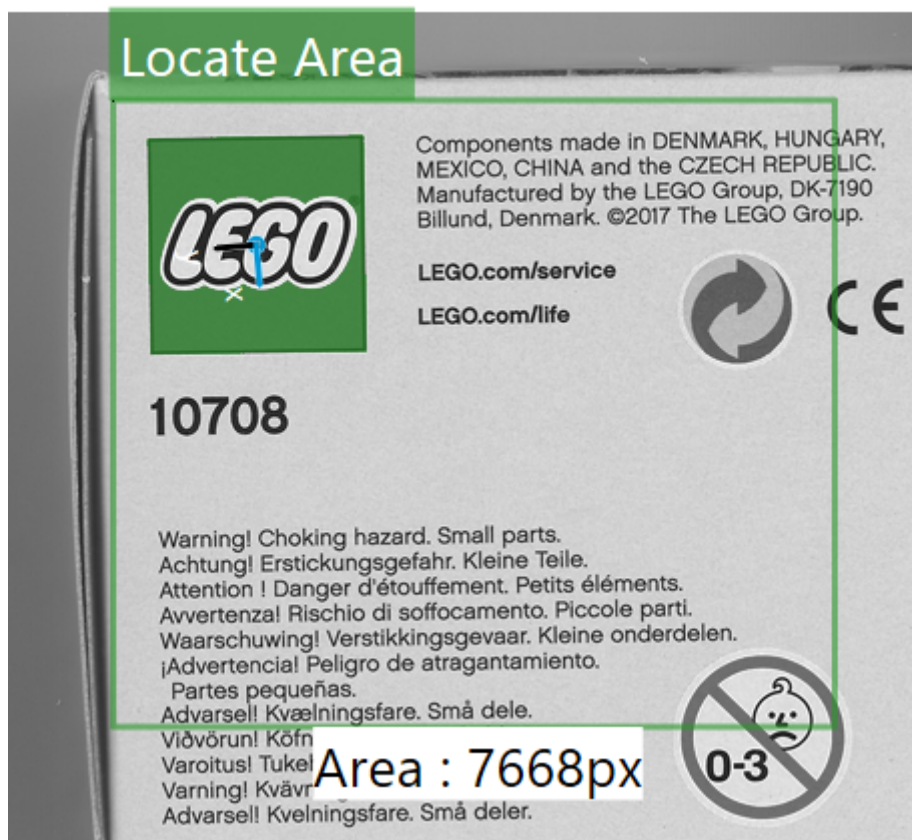 Locate Area
LEGO
Components made in DENMARK, HUNGARY,
MEXICO, CHINA and the CZECH REPUBLIC.
Manufactured by the LEGO Group, DK-7190
Billund, Denmark. ©2017 The LEGO Group.
LEGO.com/service
LEGO.com/life
CE
10708
Warning! Choking hazard. Small parts.
Achtung! Erstickungsgefahr. Kleine Teile.
Attention ! Danger d'étouffement. Petits éléments.
Avvertenza! Rischio di soffocamento. Piccole parti.
Waarschuwing! Verstikkingsgevaar. Kleine onderdelen.
¡Advertencia! Peligro de atragantamiento.
Partes pequeñas.
Advarsel! Kvælningsfare. Små dele.
Viðvörun!
Varoitus!
Varning!
Advarsel! Kvelningsfare. Små deler.
0-3
Area : 7668px